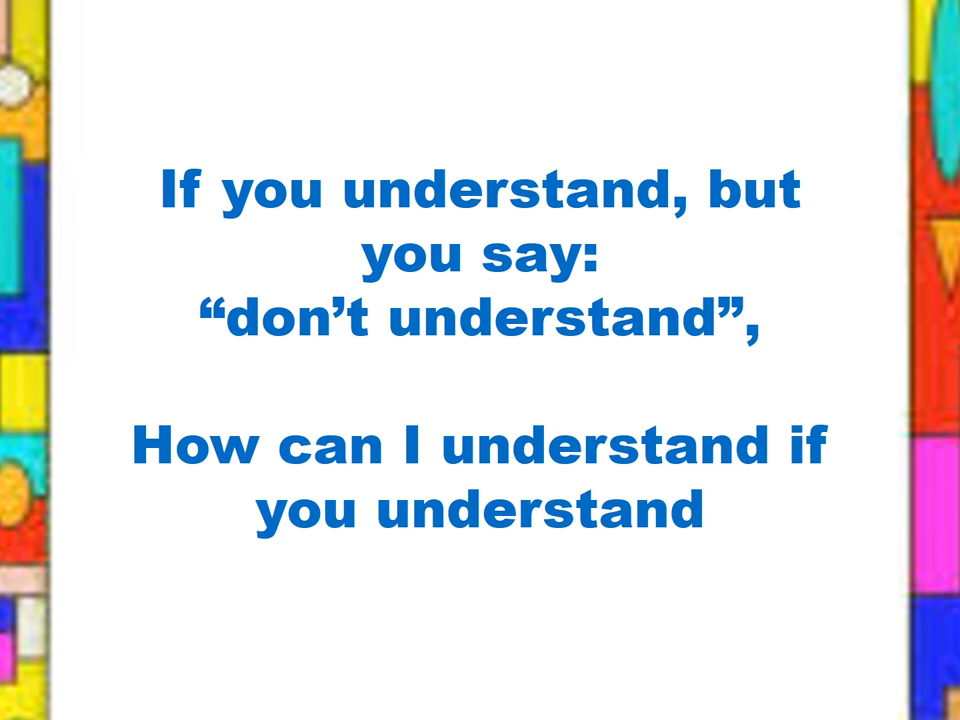 If you understand, but
you say:
“don’t understand”,
How can I understand if
you understand